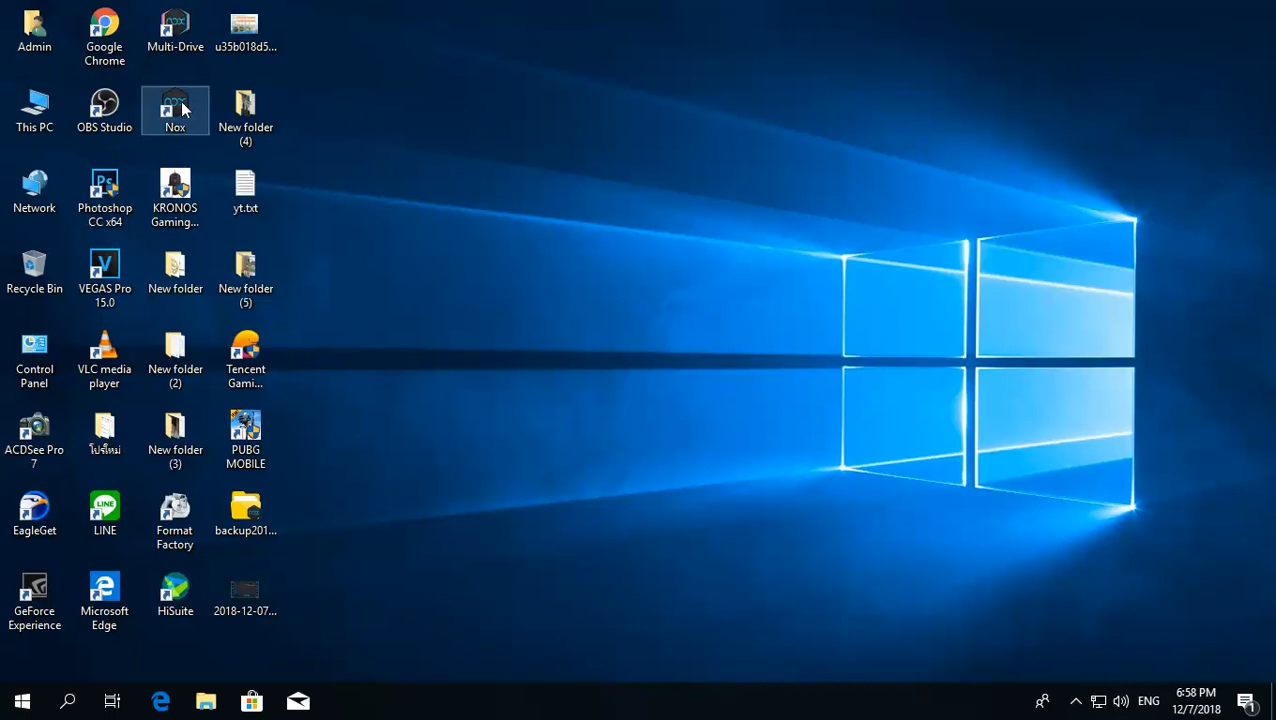 Admin
Google
Chrome
Multi-Drive
u35b018d5...
This PC
OBS Studio
Nox
New folder
(4)
Network
Photoshop
CC x64
KRONOS
Gaming...
yt.txt
Recycle Bin
VEGAS Pro
15.0
New folder
New folder
(5)
Control
Panel
VLC media
player
New folder
(2)
Tencent
Gami...
ACDSee Pro
7
โปรใหม่
New folder
(3)
PUBG
MOBILE
EagleGet
LINE
Format
Factory
backup201...
GeForce
Experience
Microsoft
Edge
HiSuite
2018-12-07...
ENG
6:58 PM
12/7/2018
1